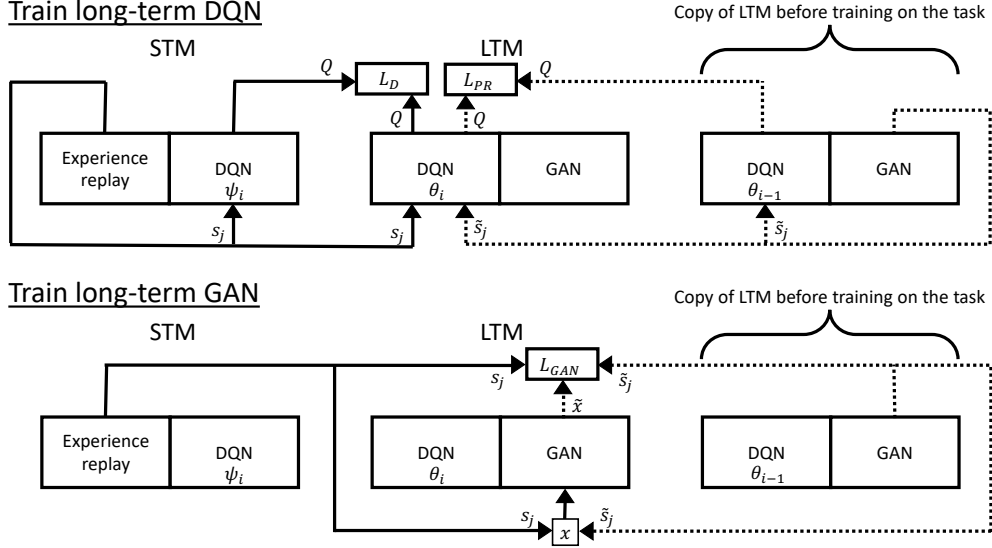 Train long-term DQN
Copy of LTM before training on the task
STM
LTM
Q
L_D
L_PR
Q
Q
Q
Experience replay
DQN ψ_i
DQN θ_i
GAN
DQN θ_{i-1}
GAN
s_j
s_j
s̃_j
s̃_j
Train long-term GAN
Copy of LTM before training on the task
STM
LTM
s_j
L_GAN
s̃_j
x̃
Experience replay
DQN ψ_i
DQN θ_i
GAN
DQN θ_{i-1}
GAN
s_j
x
s̃_j